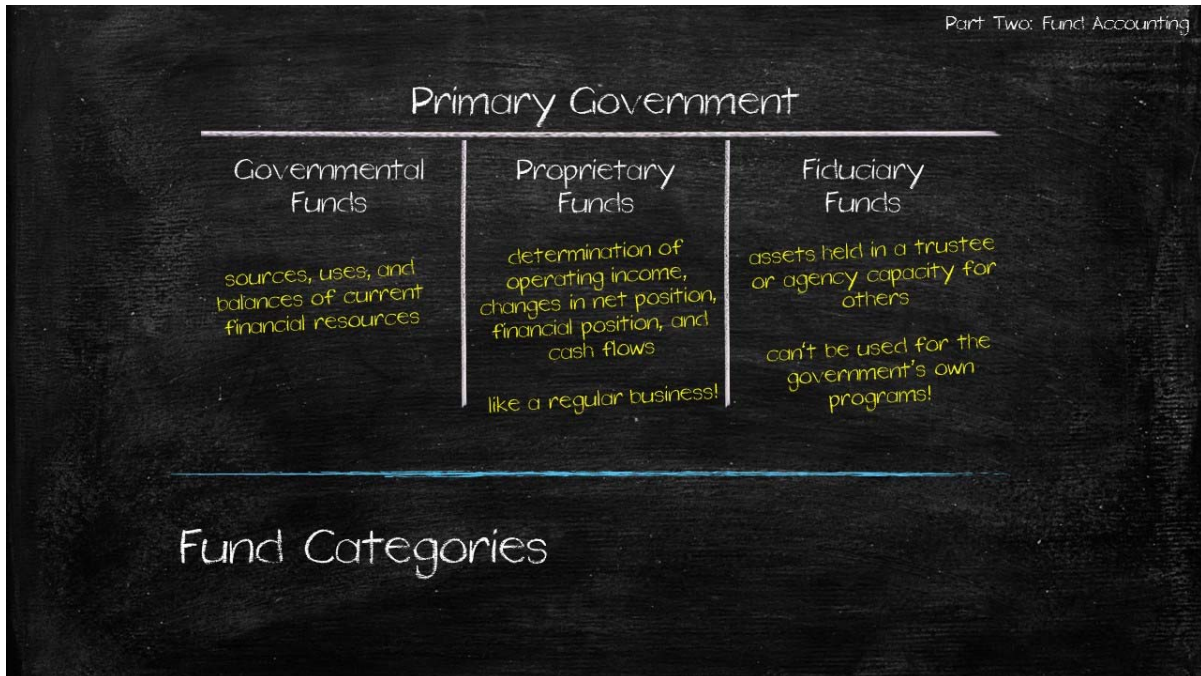 Part Two: Fund Accounting
Primary Government
Governmental
Funds
sources, uses, and
balances of current
financial resources
Proprietary
Funds
determination of
operating income,
changes in net position,
financial position, and
cash flows
like a regular business!
Fiduciary
Funds
assets held in a trustee
or agency capacity for
others
can't be used for the
government's own
programs!
Fund Categories